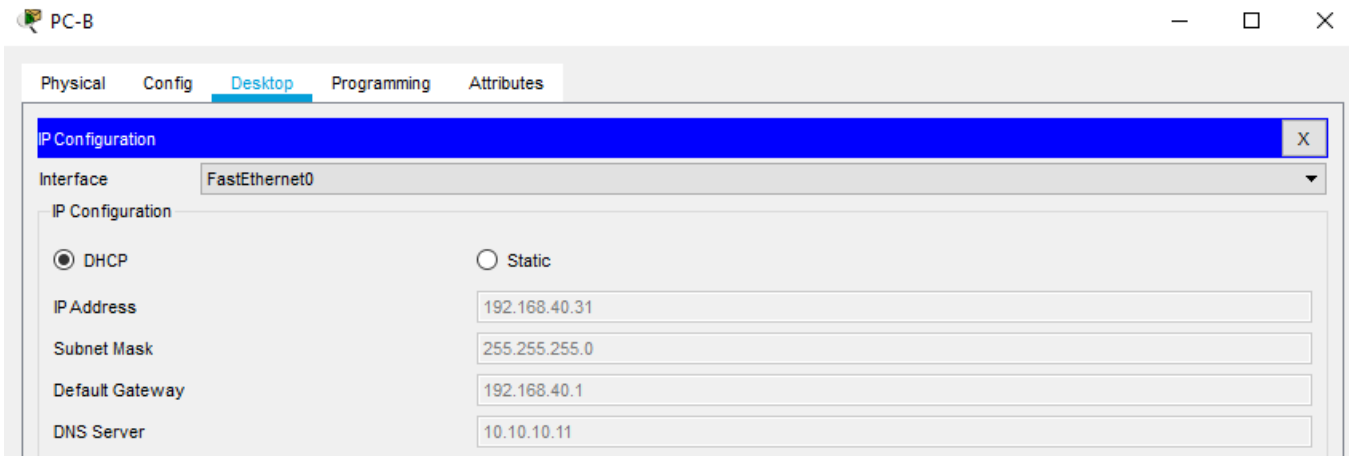 PC-B
Physical Config Desktop Programming Attributes
IP Configuration X
Interface FastEthernet0
IP Configuration
DHCP Static
IP Address 192.168.40.31
Subnet Mask 255.255.255.0
Default Gateway 192.168.40.1
DNS Server 10.10.10.11